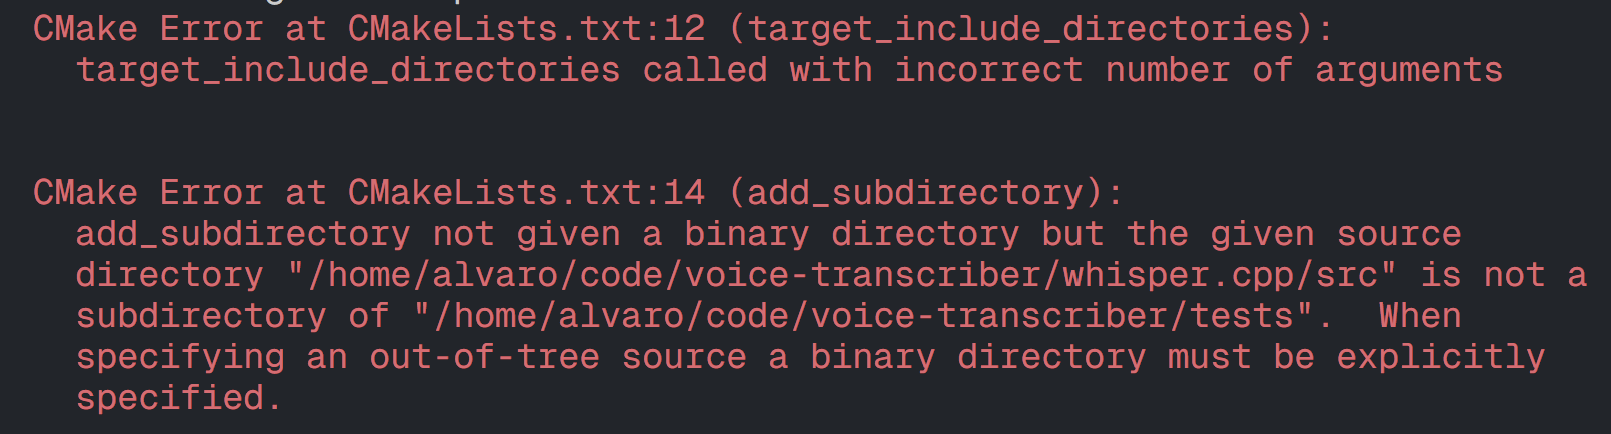 CMake Error at CMakeLists.txt:12 (target_include_directories):
target_include_directories called with incorrect number of arguments
CMake Error at CMakeLists.txt:14 (add_subdirectory):
add_subdirectory not given a binary directory but the given source
directory "/home/alvaro/code/voice-transcriber/whisper.cpp/src" is not a
subdirectory of "/home/alvaro/code/voice-transcriber/tests".  When
specifying an out-of-tree source a binary directory must be explicitly
specified.